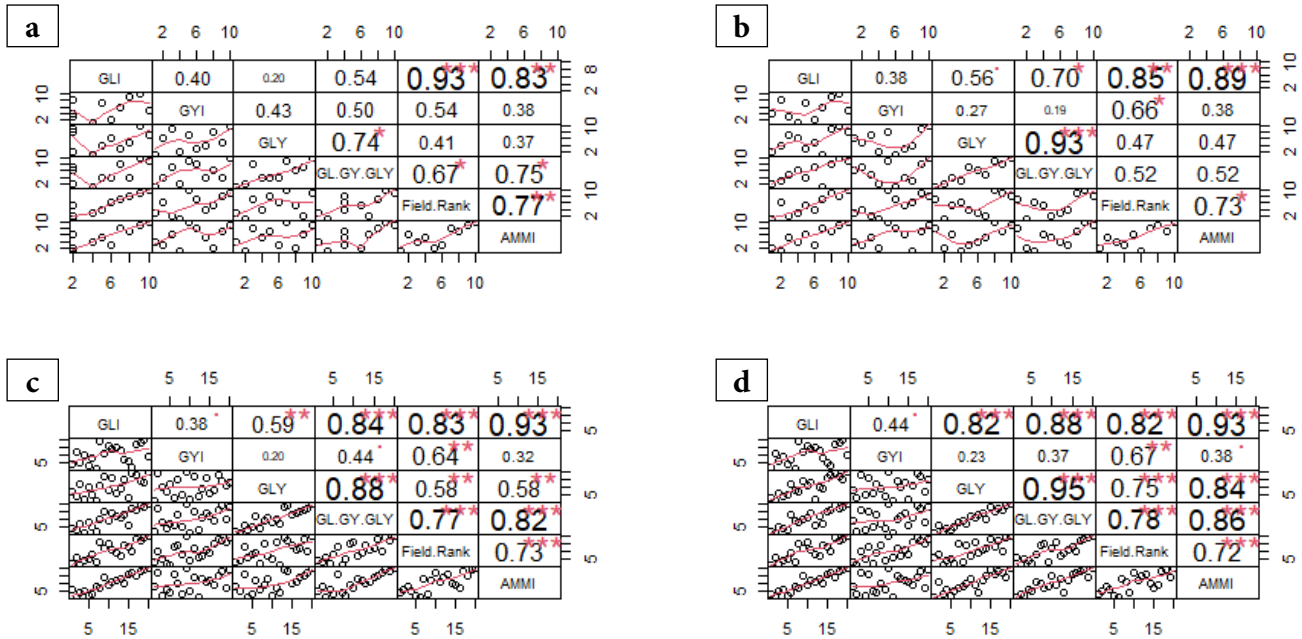 a
2 6 10 2 6 10 2 6 10
GLI 0.40 0.20 0.54 0.93*** 0.83** 2 8
2 10 GYI 0.43 0.50 0.54 0.38
GLY 0.74* 0.41 0.37 2 10
2 10 GL.GY.GLY 0.67* 0.75*
Field.Rank 0.77** 2 10
2 10 AMMI
2 6 10 2 6 10 2 6 10
b
2 6 10 2 6 10 2 6 10
GLI 0.38 0.56· 0.70* 0.85** 0.89*** 2 10
2 10 GYI 0.27 0.19 0.66* 0.38
GLY 0.93*** 0.47 0.47 2 10
2 10 GL.GY.GLY 0.52 0.52
Field.Rank 0.73* 2 10
2 10 AMMI
2 6 10 2 6 10 2 6 10
c
5 15 5 15 5 15
GLI 0.38· 0.59** 0.84*** 0.83*** 0.93*** 5
5 GYI 0.20 0.44· 0.64** 0.32
GLY 0.88*** 0.58** 0.58** 5
5 GL.GY.GLY 0.77*** 0.82***
Field.Rank 0.73*** 5
5 AMMI
5 15 5 15 5 15
d
5 15 5 15 5 15
GLI 0.44· 0.82*** 0.88*** 0.82*** 0.93*** 5
5 GYI 0.23 0.37 0.67** 0.38·
GLY 0.95*** 0.75*** 0.84*** 5
5 GL.GY.GLY 0.78*** 0.86***
Field.Rank 0.72*** 5
5 AMMI
5 15 5 15 5 15